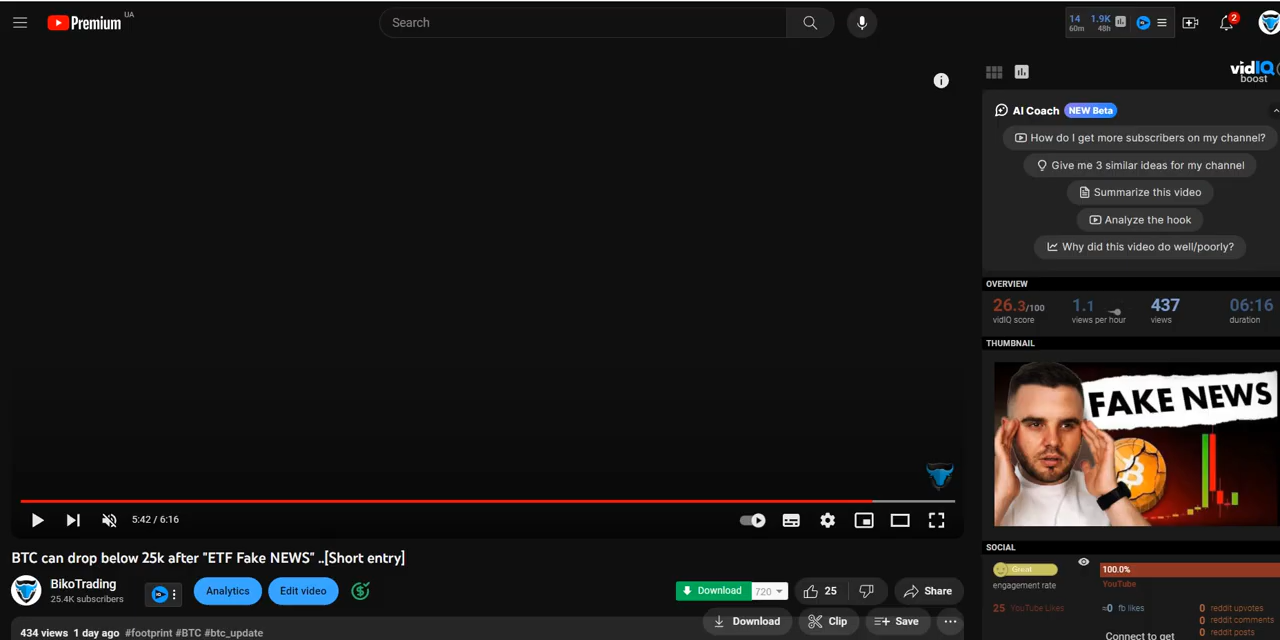 Premium UA
Search
14 1.9K
60m 48h
2
vidIQ
boost
AI Coach NEW Beta
How do I get more subscribers on my channel?
Give me 3 similar ideas for my channel
Summarize this video
Analyze the hook
Why did this video do well/poorly?
OVERVIEW
26.3/100 1.1 437 06:16
vidIQ score views per hour views duration
THUMBNAIL
FAKE NEWS
5:42 / 6:16
BTC can drop below 25k after "ETF Fake NEWS" ..[Short entry]
BikoTrading
25.4K subscribers
Analytics
Edit video
Download 720
25
Share
Download
Clip
Save
434 views 1 day ago #footprint #BTC #btc_update
SOCIAL
Great
engagement rate
100.0%
YouTube
25 YouTube Likes
≈0 fb likes
0 reddit upvotes
0 reddit comments
0 reddit posts
Connect to get